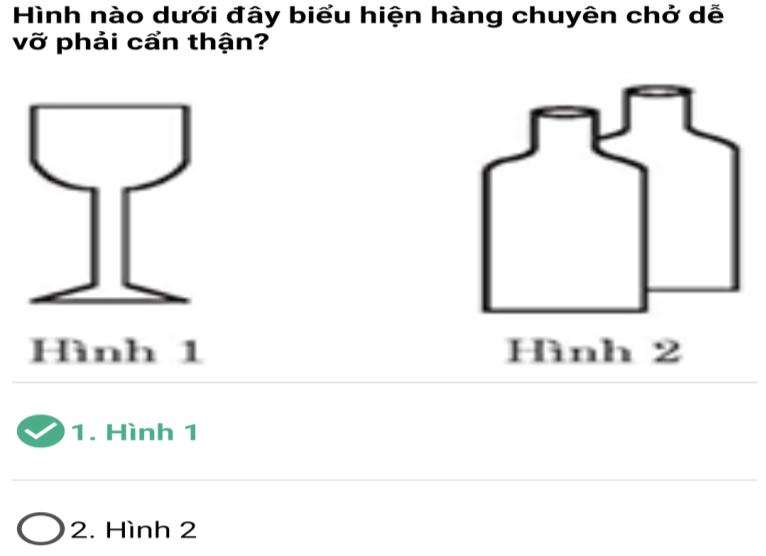 Hình nào dưới đây biểu hiện hàng chuyên chở dễ
vỡ phải cẩn thận?
Hình 1
Hình 2
1. Hình 1
2. Hình 2